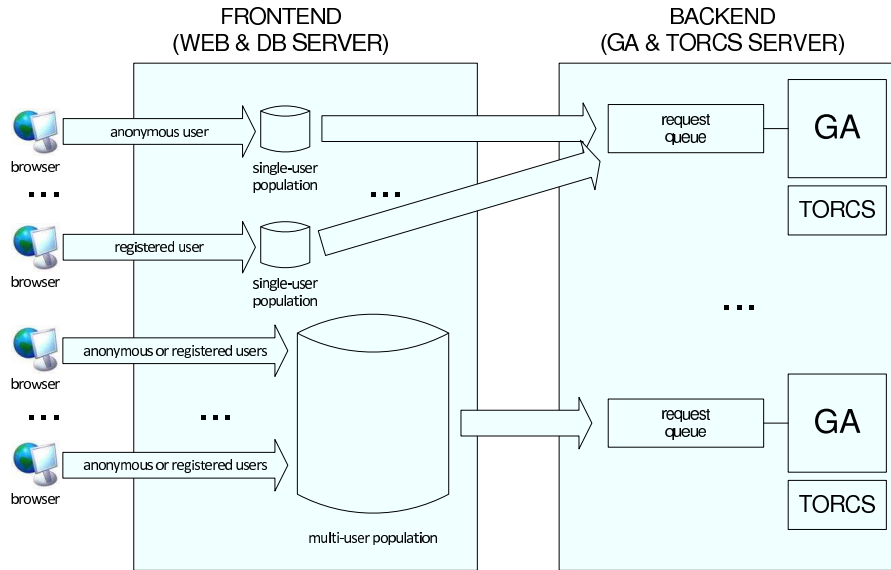 FRONTEND
(WEB & DB SERVER)
BACKEND
(GA & TORCS SERVER)
browser
anonymous user
single-user
population
request
queue
GA
TORCS
...
...
browser
registered user
single-user
population
...
browser
anonymous or registered users
...
...
browser
anonymous or registered users
multi-user population
request
queue
GA
TORCS